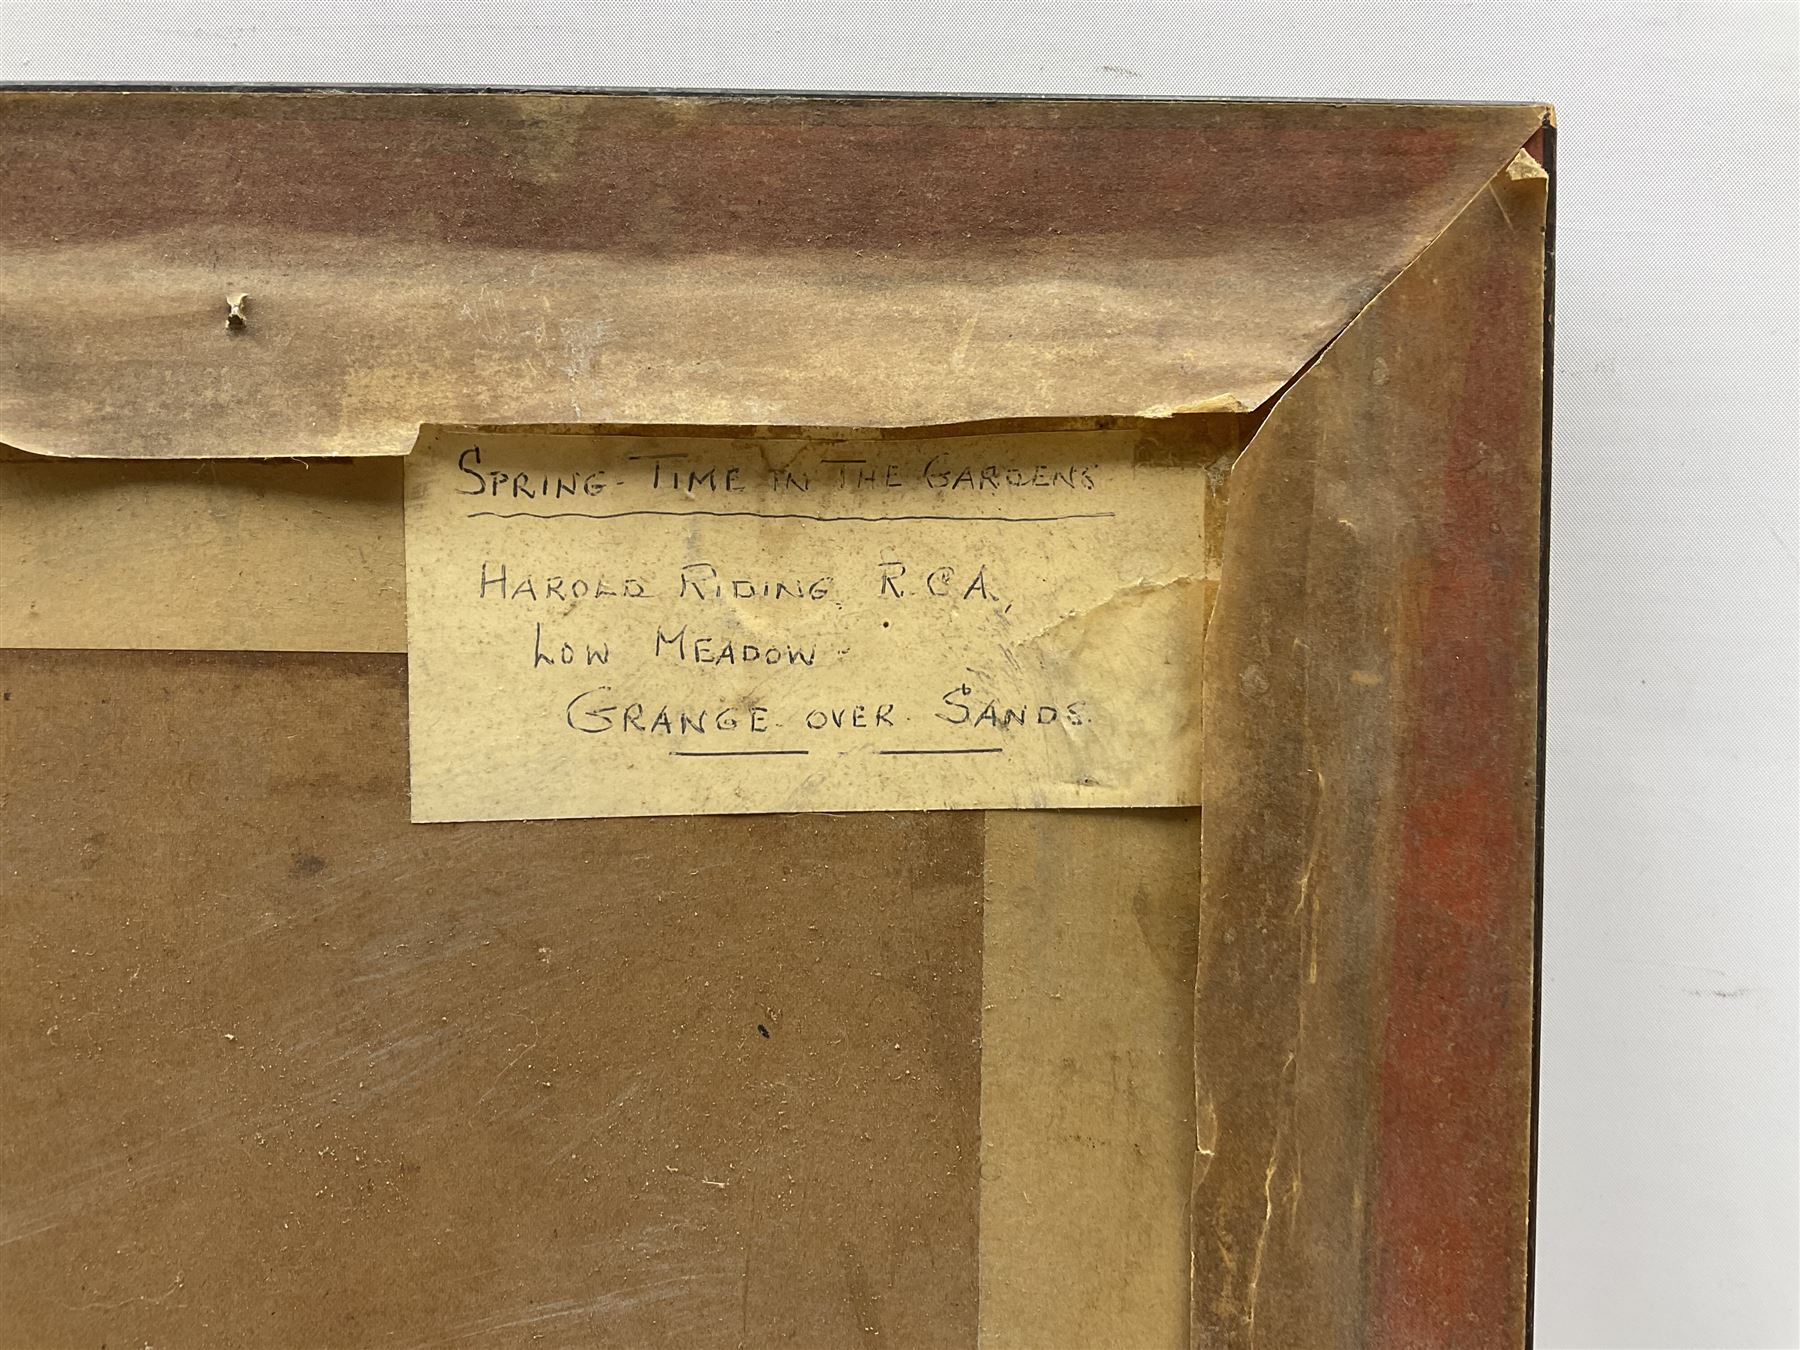 SPRING-TIME IN THE GARDENS
HAROLD RIDING, R.C.A,
LOW MEADOW
GRANGE-OVER-SANDS.